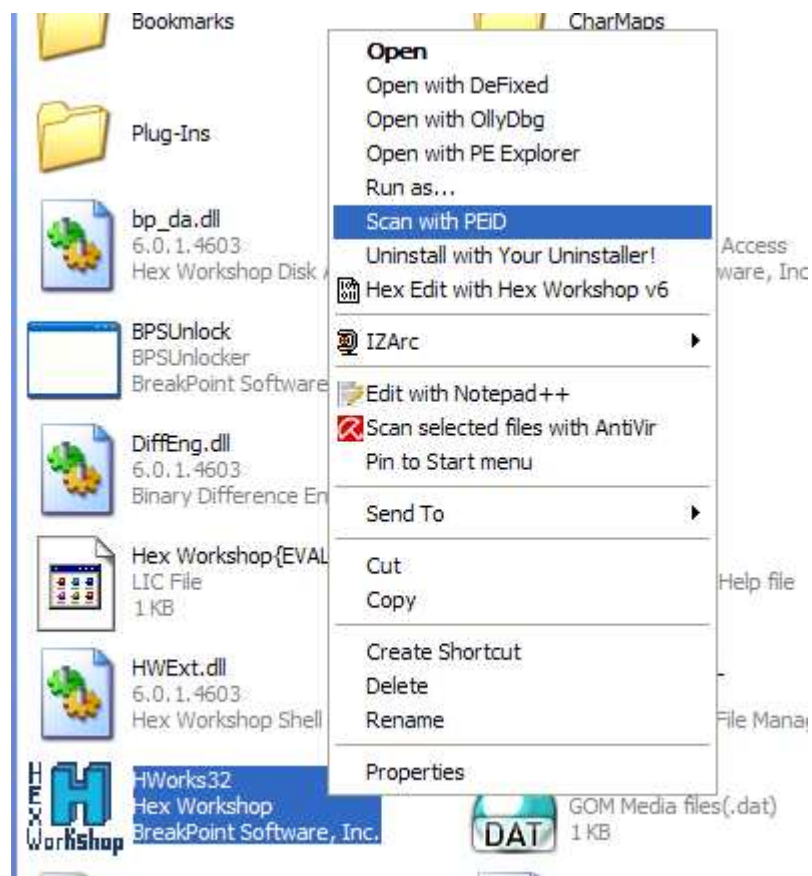 Bookmarks
CharMaps
Plug-Ins
bp_da.dll
6.0.1.4603
Hex Workshop Disk
BPSUnlock
BPSUnlocker
BreakPoint Software
DiffEng.dll
6.0.1.4603
Binary Difference En
Hex Workshop{EVAL
LIC File
1 KB
HWExt.dll
6.0.1.4603
Hex Workshop Shell
HEX
Workshop
HWorks32
Hex Workshop
BreakPoint Software, Inc.
Open
Open with DeFixed
Open with OllyDbg
Open with PE Explorer
Run as...
Scan with PEiD
Uninstall with Your Uninstaller!
Hex Edit with Hex Workshop v6
IZArc
Edit with Notepad++
Scan selected files with AntiVir
Pin to Start menu
Send To
Cut
Copy
Create Shortcut
Delete
Rename
Properties
Access
ware, Inc
Help file
File Manag
DAT
GOM Media files(.dat)
1 KB